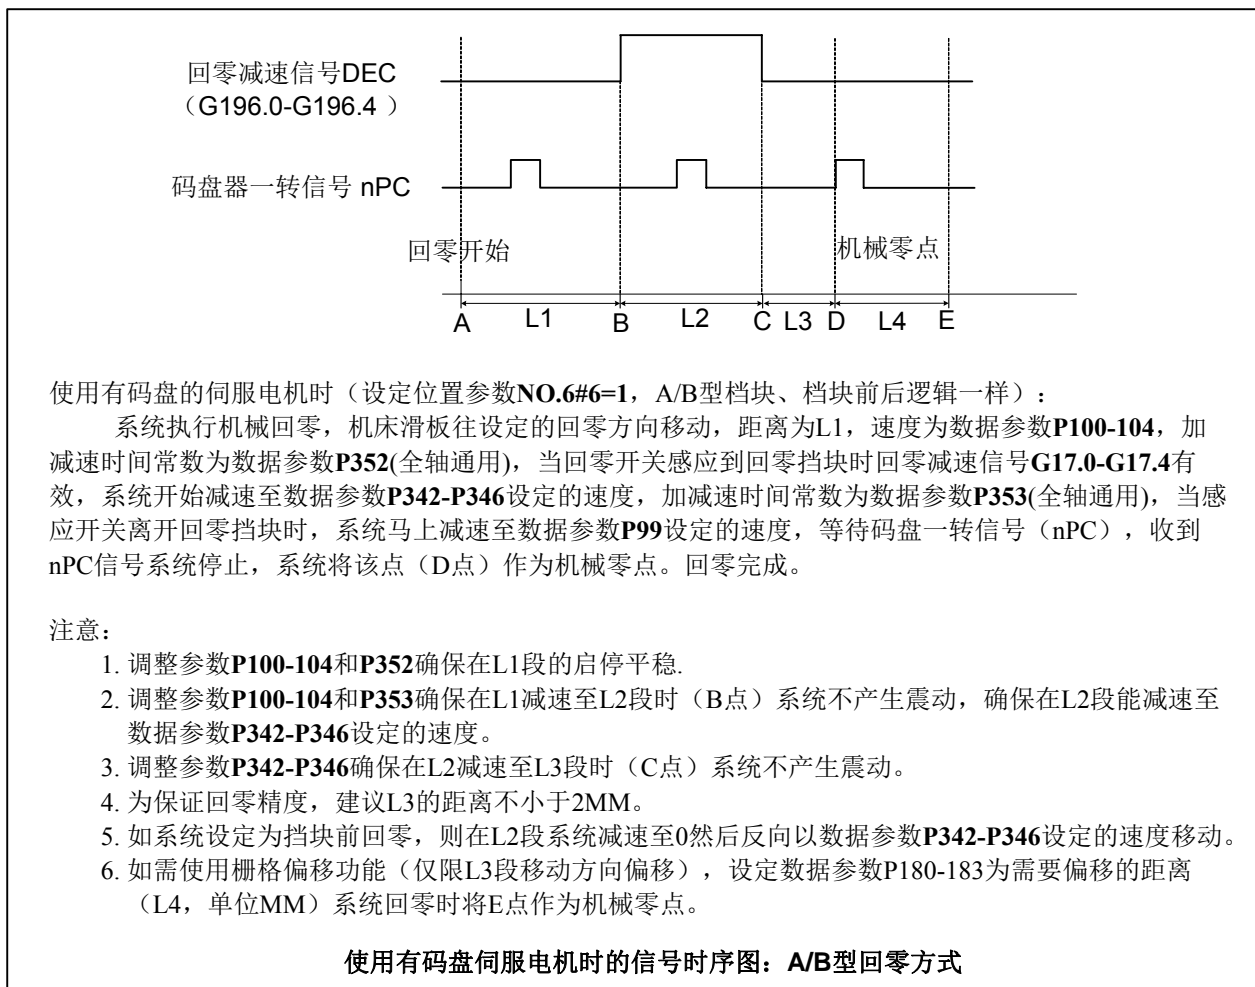 回零减速信号DEC
（G196.0-G196.4 ）
码盘器一转信号 nPC
回零开始
机械零点
A L1 B L2 C L3 D L4 E
使用有码盘的伺服电机时（设定位置参数NO.6#6=1，A/B型档块、档块前后逻辑一样）：
系统执行机械回零，机床滑板往设定的回零方向移动，距离为L1，速度为数据参数P100-104，加
减速时间常数为数据参数P352(全轴通用)，当回零开关感应到回零挡块时回零减速信号G17.0-G17.4有
效，系统开始减速至数据参数P342-P346设定的速度，加减速时间常数为数据参数P353(全轴通用)，当感
应开关离开回零挡块时，系统马上减速至数据参数P99设定的速度，等待码盘一转信号（nPC），收到
nPC信号系统停止，系统将该点（D点）作为机械零点。回零完成。
注意：
1. 调整参数P100-104和P352确保在L1段的启停平稳.
2. 调整参数P100-104和P353确保在L1减速至L2段时（B点）系统不产生震动，确保在L2段能减速至
数据参数P342-P346设定的速度。
3. 调整参数P342-P346确保在L2减速至L3段时（C点）系统不产生震动。
4. 为保证回零精度，建议L3的距离不小于2MM。
5. 如系统设定为挡块前回零，则在L2段系统减速至0然后反向以数据参数P342-P346设定的速度移动。
6. 如需使用栅格偏移功能（仅限L3段移动方向偏移），设定数据参数P180-183为需要偏移的距离
（L4，单位MM）系统回零时将E点作为机械零点。
使用有码盘伺服电机时的信号时序图：A/B型回零方式